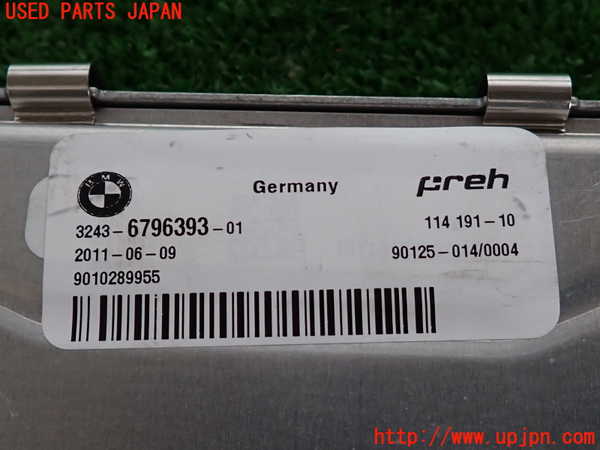 USED PARTS JAPAN
BMW
Germany
preh
3243-6796393-01
114 191-10
2011-06-09
90125-014/0004
9010289955
http://www.upjpn.com/